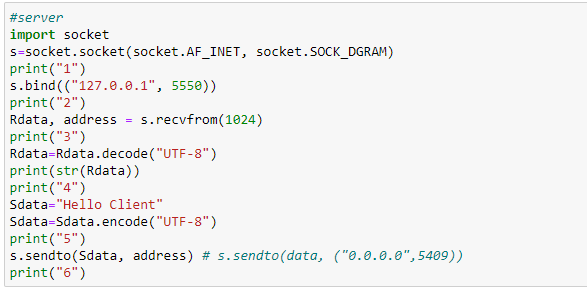 #server
import socket
s=socket.socket(socket.AF_INET, socket.SOCK_DGRAM)
print("1")
s.bind(("127.0.0.1", 5550))
print("2")
Rdata, address = s.recvfrom(1024)
print("3")
Rdata=Rdata.decode("UTF-8")
print(str(Rdata))
print("4")
Sdata="Hello Client"
Sdata=Sdata.encode("UTF-8")
print("5")
s.sendto(Sdata, address) # s.sendto(data, ("0.0.0.0",5409))
print("6")